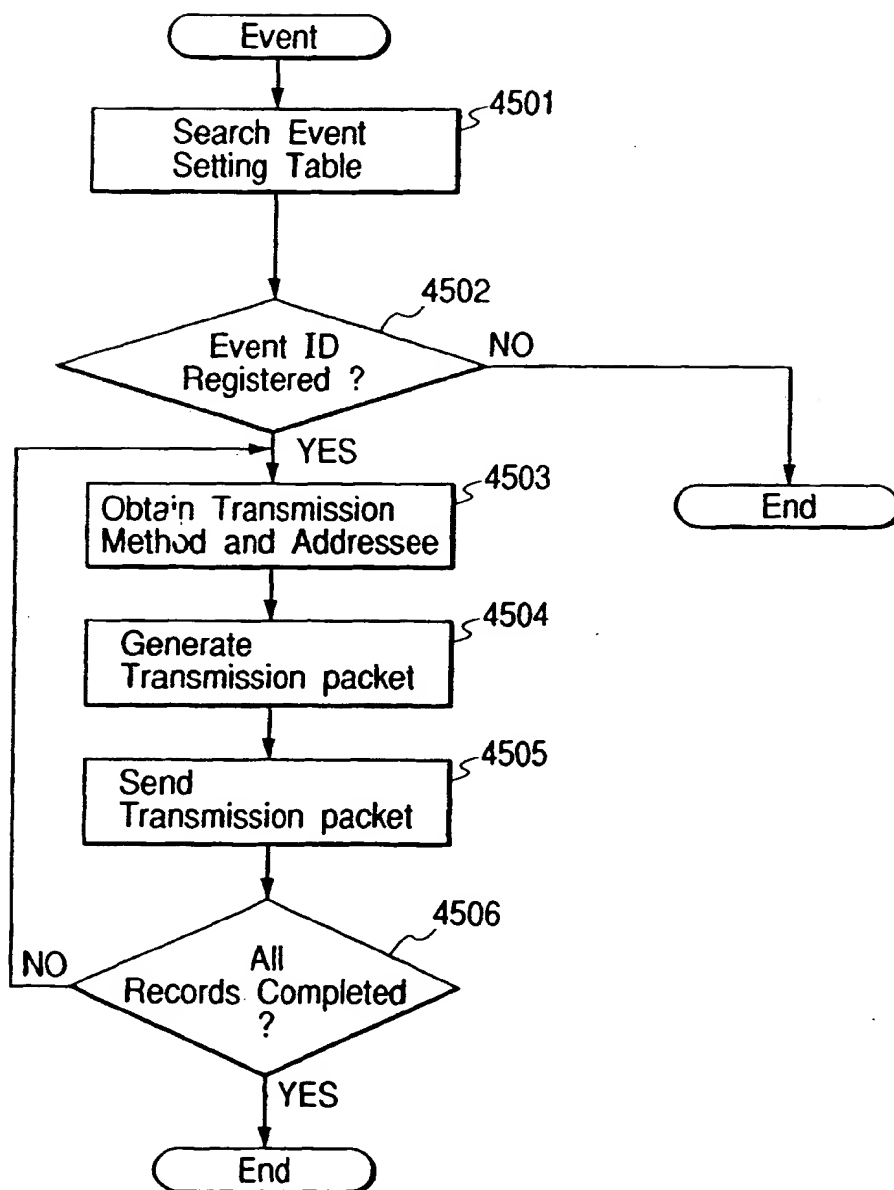 Event
4501
Search Event
Setting Table
4502
Event ID
Registered ?
NO
YES
4503
Obtain Transmission
Method and Addressee
End
4504
Generate
Transmission packet
4505
Send
Transmission packet
4506
NO
All
Records Completed
?
YES
End